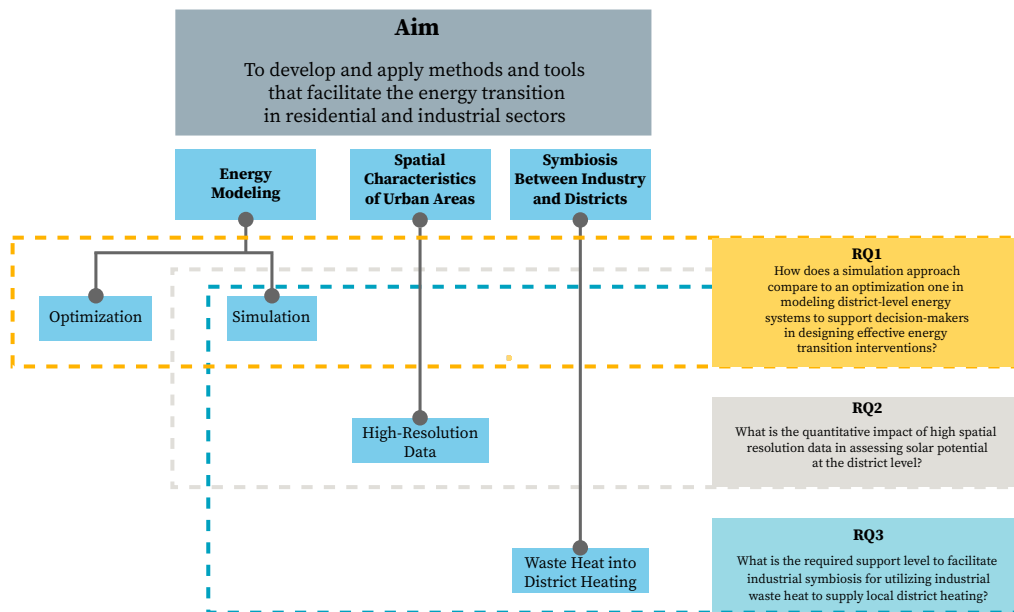 Aim
To develop and apply methods and tools
that facilitate the energy transition
in residential and industrial sectors
Energy
Modeling
Spatial
Characteristics
of Urban Areas
Symbiosis
Between Industry
and Districts
Optimization
Simulation
RQ1
How does a simulation approach
compare to an optimization one in
modeling district-level energy
systems to support decision-makers
in designing effective energy
transition interventions?
High-Resolution
Data
RQ2
What is the quantitative impact of high spatial
resolution data in assessing solar potential
at the district level?
Waste Heat into
District Heating
RQ3
What is the required support level to facilitate
industrial symbiosis for utilizing industrial
waste heat to supply local district heating?